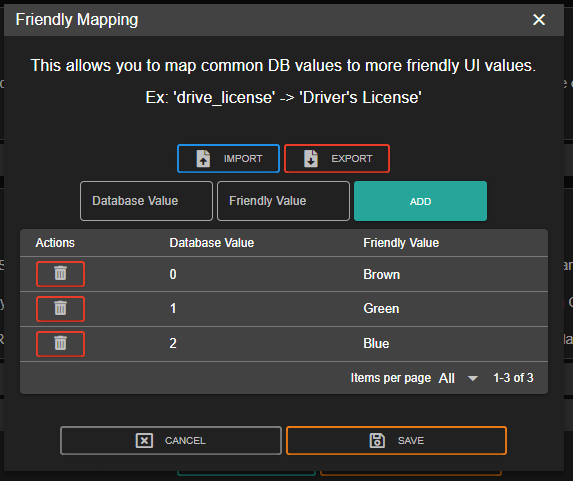 Friendly Mapping
This allows you to map common DB values to more friendly UI values.
Ex: 'drive_license' -> 'Driver's License'
IMPORT EXPORT
Database Value Friendly Value ADD
Actions Database Value Friendly Value
0 Brown
1 Green
2 Blue
Items per page All 1-3 of 3
CANCEL SAVE